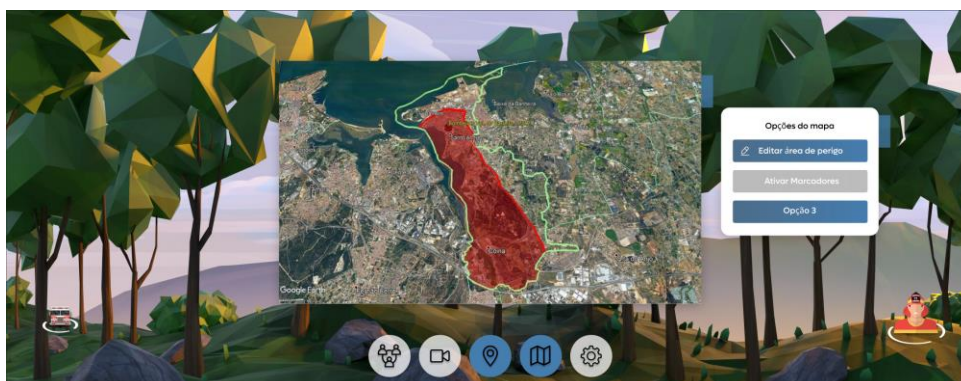 Opções do mapa
Editar área de perigo
Ativar Marcadores
Opção 3
Coina
Google Earth